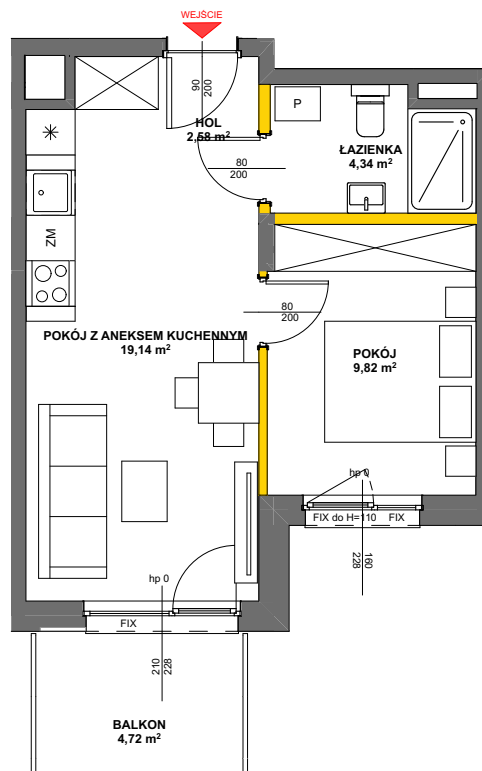 WEJŚCIE
90
200
HOL
2,58 m²
P
ŁAZIENKA
4,34 m²
80
200
ZM
80
200
POKÓJ Z ANEKSEM KUCHENNYM
19,14 m²
POKÓJ
9,82 m²
hp 0
FIX do H=110 FIX
160
228
hp 0
FIX
210
228
BALKON
4,72 m²